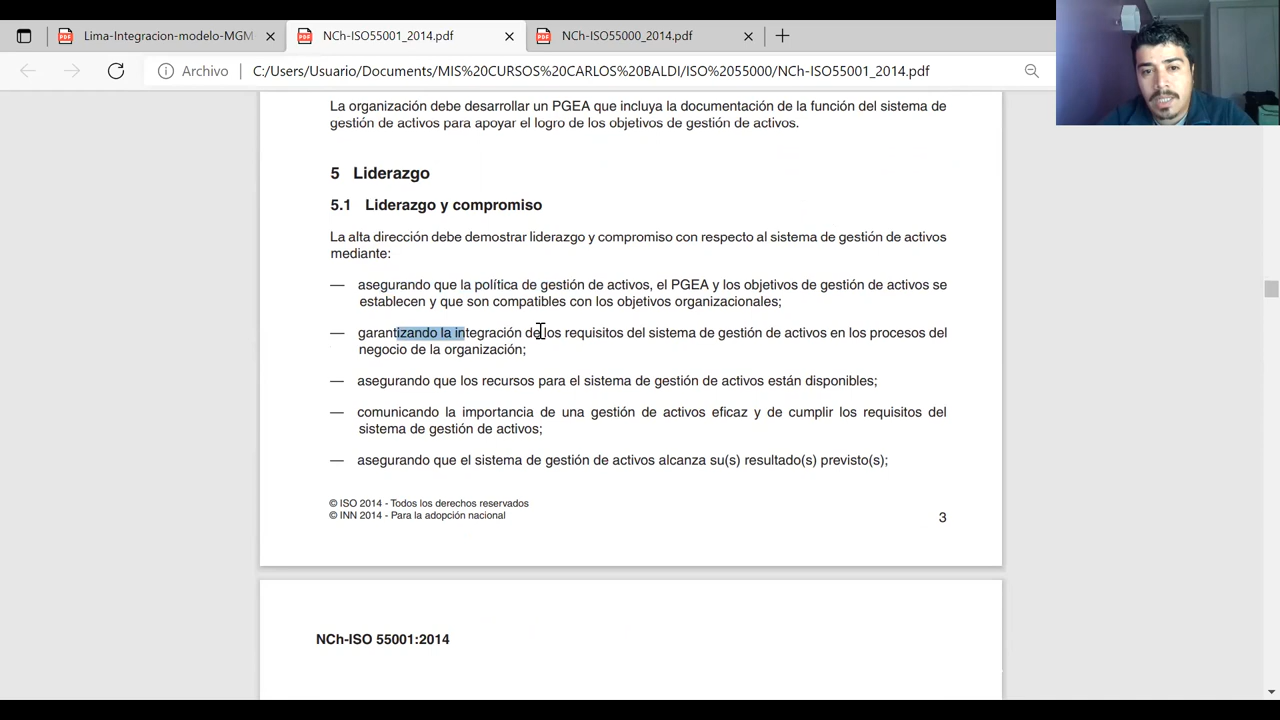 Lima-Integracion-modelo-MGM
NCh-ISO55001_2014.pdf
NCh-ISO55000_2014.pdf
Archivo
C:/Users/Usuario/Documents/MIS%20CURSOS%20CARLOS%20BALDI/ISO%2055000/NCh-ISO55001_2014.pdf
La organización debe desarrollar un PGEA que incluya la documentación de la función del sistema de
gestión de activos para apoyar el logro de los objetivos de gestión de activos.
5 Liderazgo
5.1 Liderazgo y compromiso
La alta dirección debe demostrar liderazgo y compromiso con respecto al sistema de gestión de activos
mediante:
— asegurando que la política de gestión de activos, el PGEA y los objetivos de gestión de activos se
establecen y que son compatibles con los objetivos organizacionales;
— garantizando la integración de los requisitos del sistema de gestión de activos en los procesos del
negocio de la organización;
— asegurando que los recursos para el sistema de gestión de activos están disponibles;
— comunicando la importancia de una gestión de activos eficaz y de cumplir los requisitos del
sistema de gestión de activos;
— asegurando que el sistema de gestión de activos alcanza su(s) resultado(s) previsto(s);
© ISO 2014 - Todos los derechos reservados
© INN 2014 - Para la adopción nacional
3
NCh-ISO 55001:2014